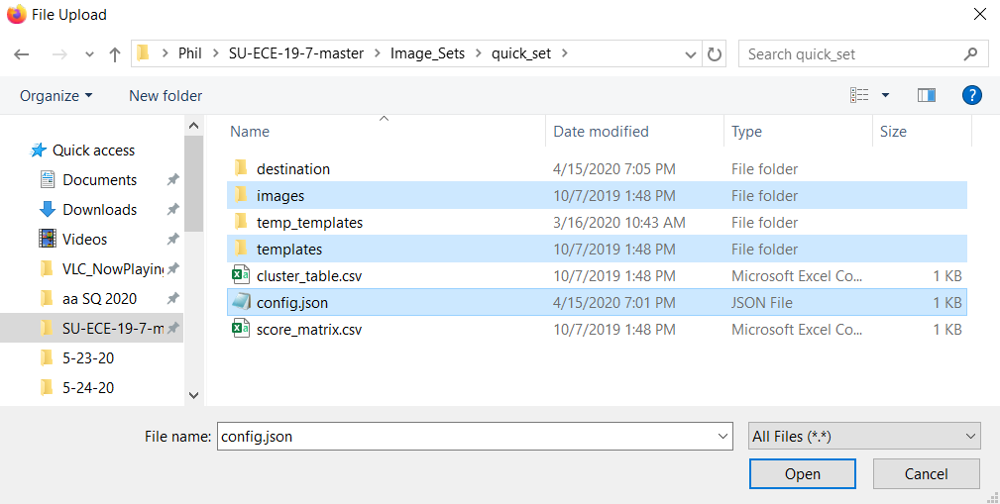 File Upload
Phil > SU-ECE-19-7-master > Image_Sets > quick_set >
Search quick_set
Organize
New folder
?
Name Date modified Type Size
Quick access
Documents
Downloads
Videos
VLC_NowPlayin
aa SQ 2020
SU-ECE-19-7-m
5-23-20
5-24-20
destination 4/15/2020 7:05 PM File folder
images 10/7/2019 1:48 PM File folder
temp_templates 3/16/2020 10:43 AM File folder
templates 10/7/2019 1:48 PM File folder
cluster_table.csv 10/7/2019 1:48 PM Microsoft Excel Co... 1 KB
config.json 4/15/2020 7:01 PM JSON File 1 KB
score_matrix.csv 10/7/2019 1:48 PM Microsoft Excel Co... 1 KB
File name: config.json
All Files (*.*)
Open
Cancel